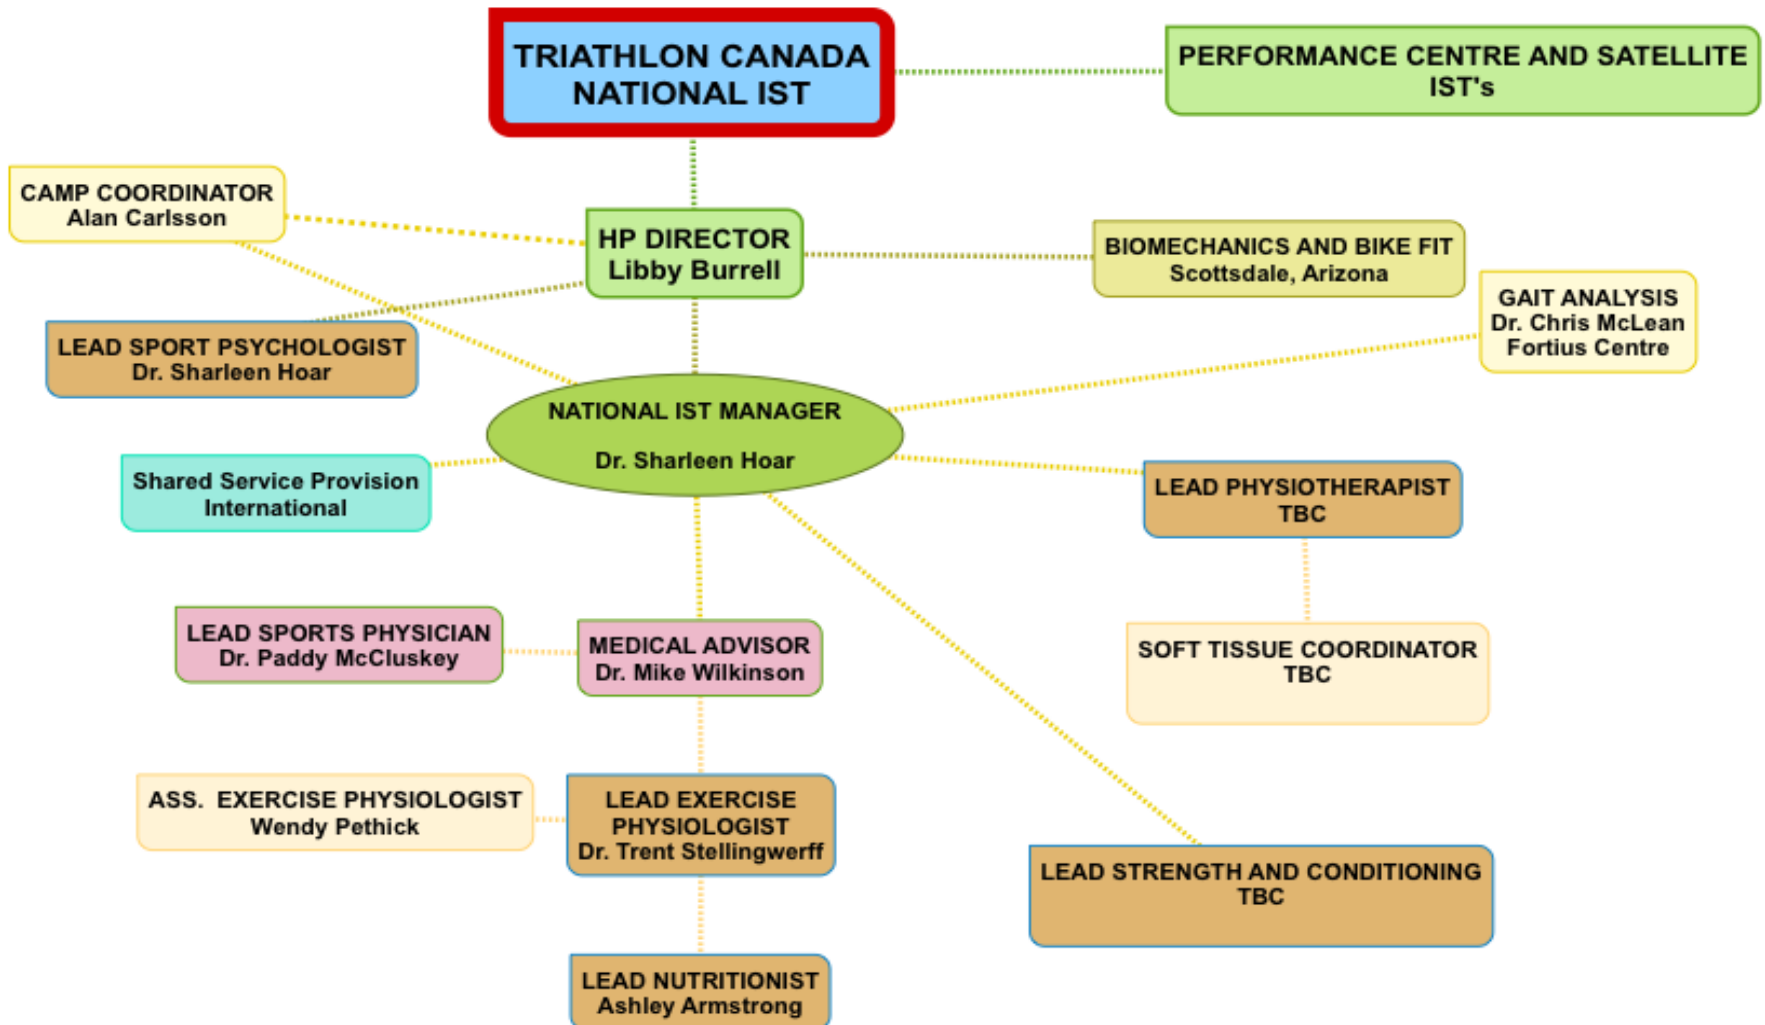 TRIATHLON CANADA
NATIONAL IST
PERFORMANCE CENTRE AND SATELLITE
IST's
CAMP COORDINATOR
Alan Carlsson
HP DIRECTOR
Libby Burrell
BIOMECHANICS AND BIKE FIT
Scottsdale, Arizona
GAIT ANALYSIS
Dr. Chris McLean
Fortius Centre
LEAD SPORT PSYCHOLOGIST
Dr. Sharleen Hoar
NATIONAL IST MANAGER
Dr. Sharleen Hoar
Shared Service Provision
International
LEAD PHYSIOTHERAPIST
TBC
LEAD SPORTS PHYSICIAN
Dr. Paddy McCluskey
MEDICAL ADVISOR
Dr. Mike Wilkinson
SOFT TISSUE COORDINATOR
TBC
ASS.  EXERCISE PHYSIOLOGIST
Wendy Pethick
LEAD EXERCISE
PHYSIOLOGIST
Dr. Trent Stellingwerff
LEAD STRENGTH AND CONDITIONING
TBC
LEAD NUTRITIONIST
Ashley Armstrong